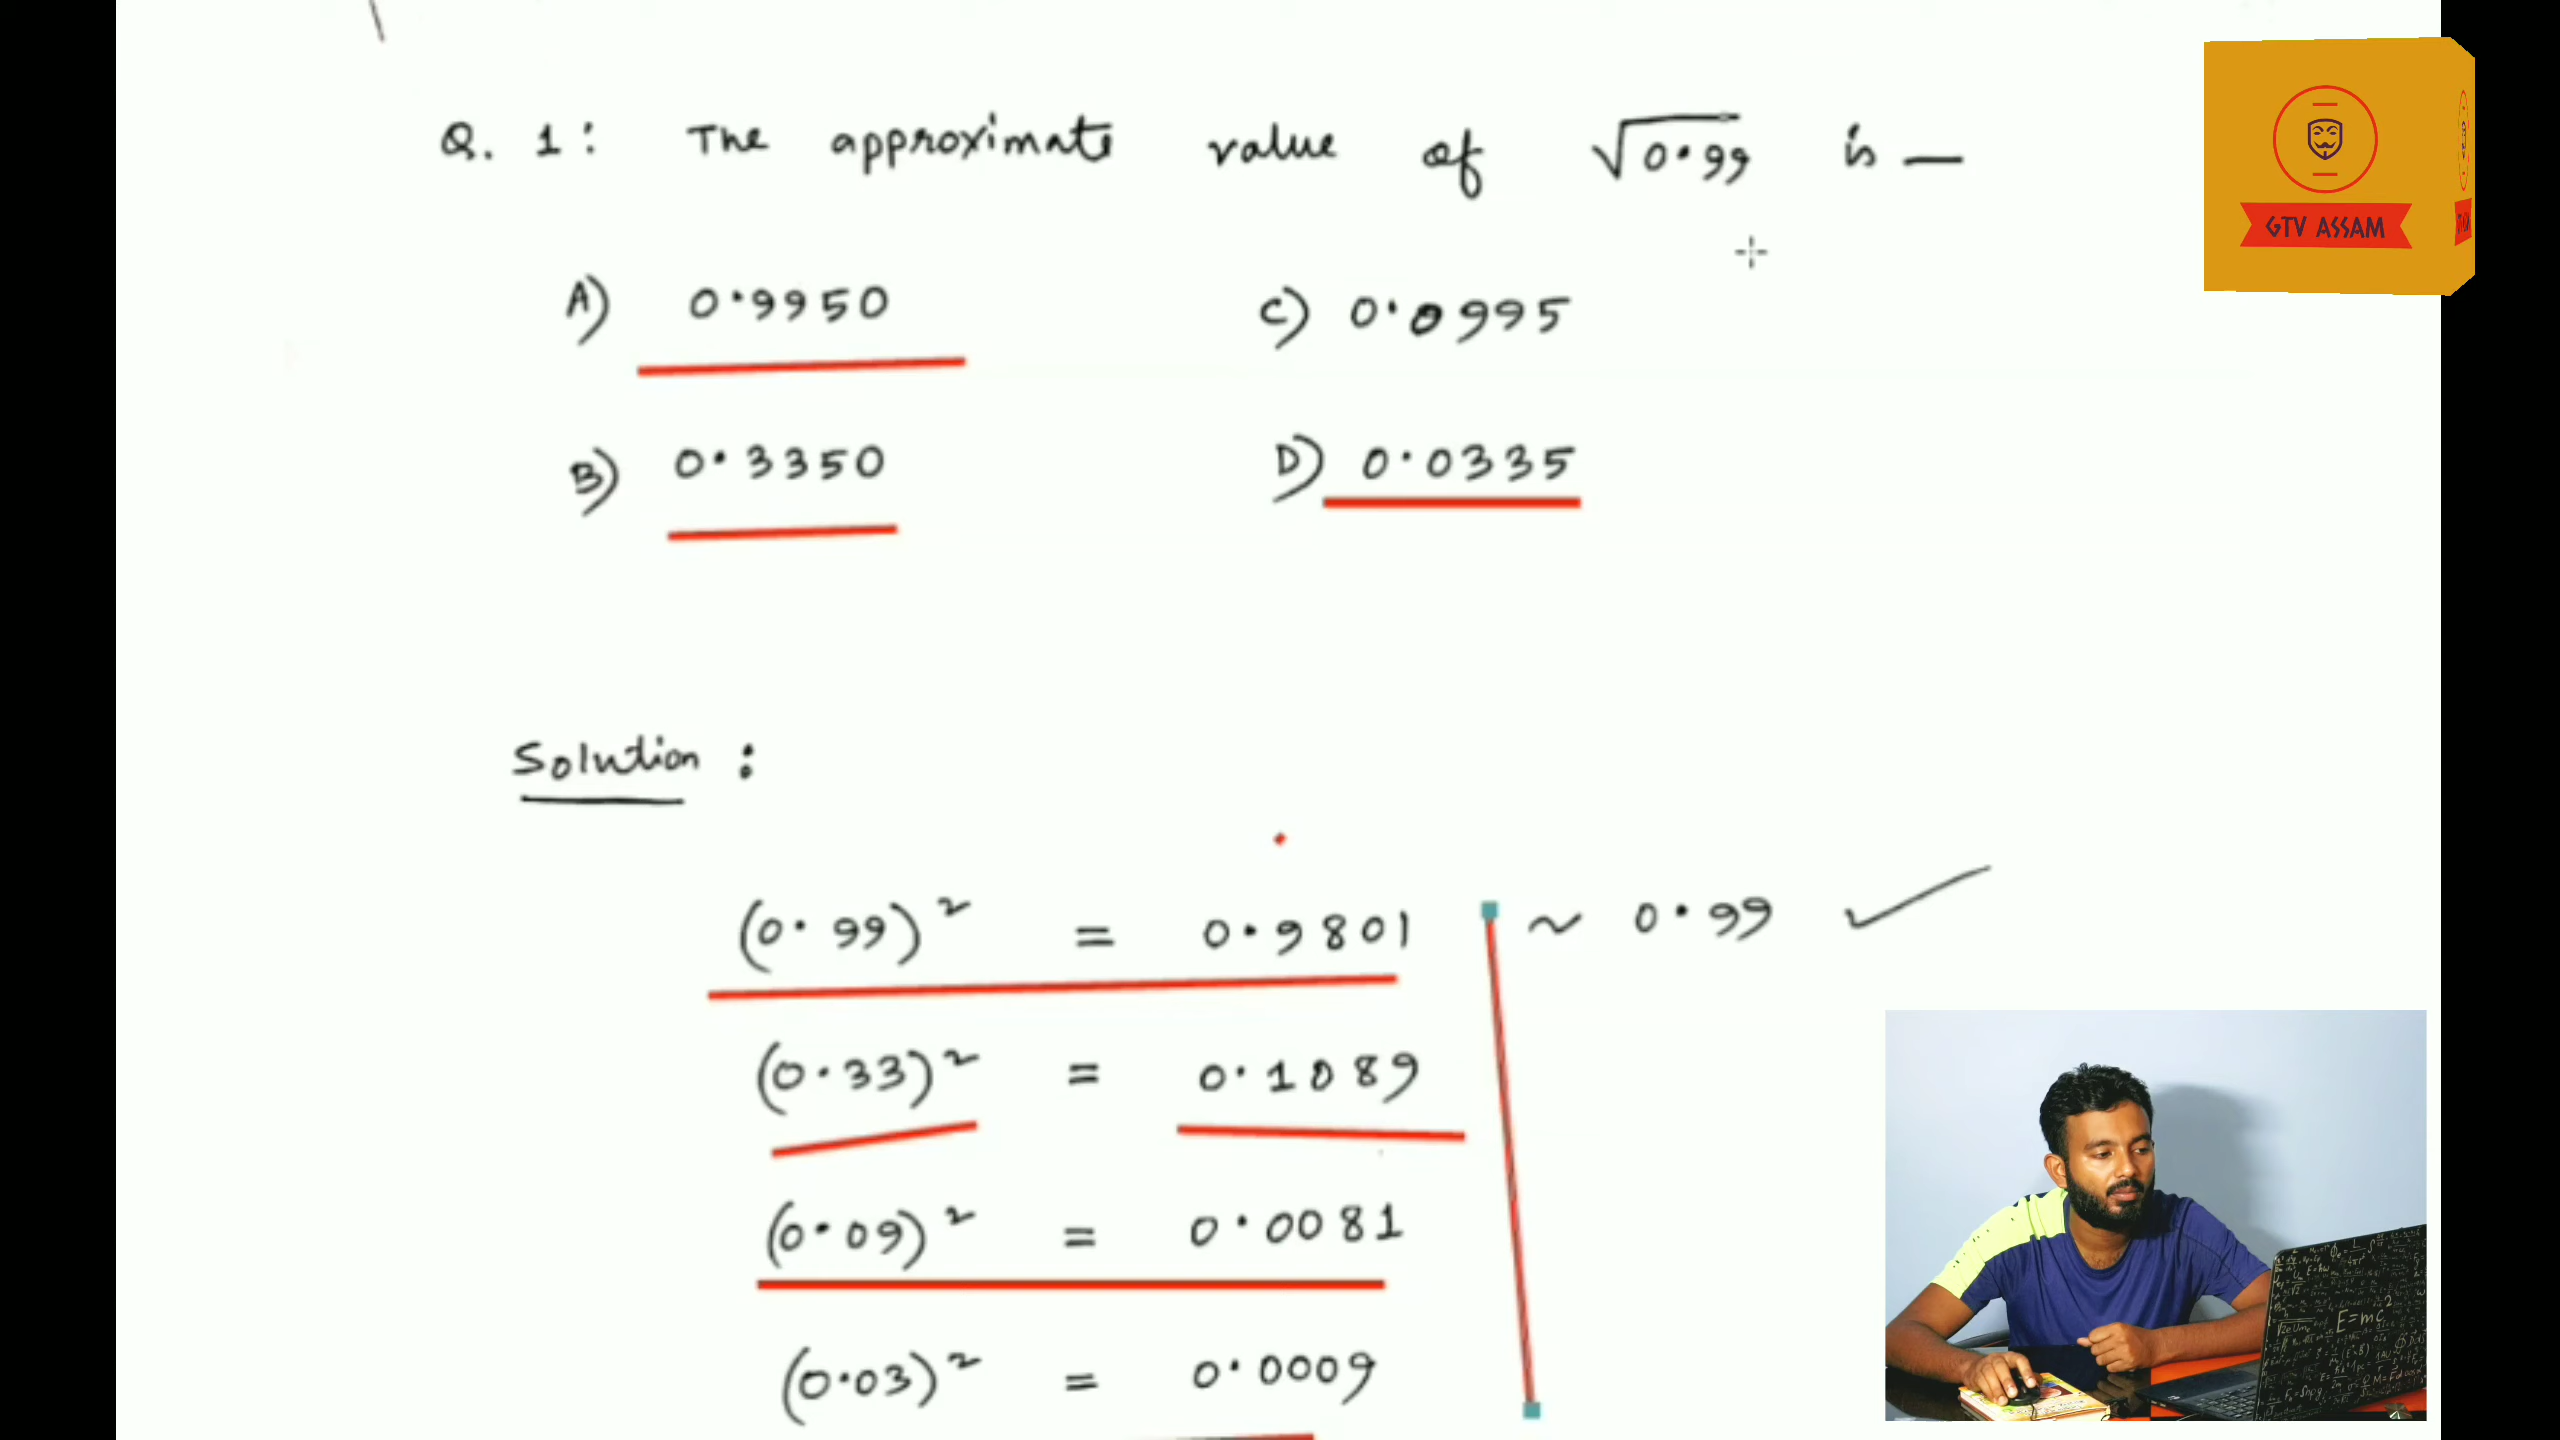 Q. 1: The approximate value of √0.99 is —
A) 0.9950 C) 0.0995
B) 0.3350 D) 0.0335
Solution :
(0.99)² = 0.9801 ~ 0.99 ✓
(0.33)² = 0.1089
(0.09)² = 0.0081
(0.03)² = 0.0009
GTV ASSAM
E=mc²